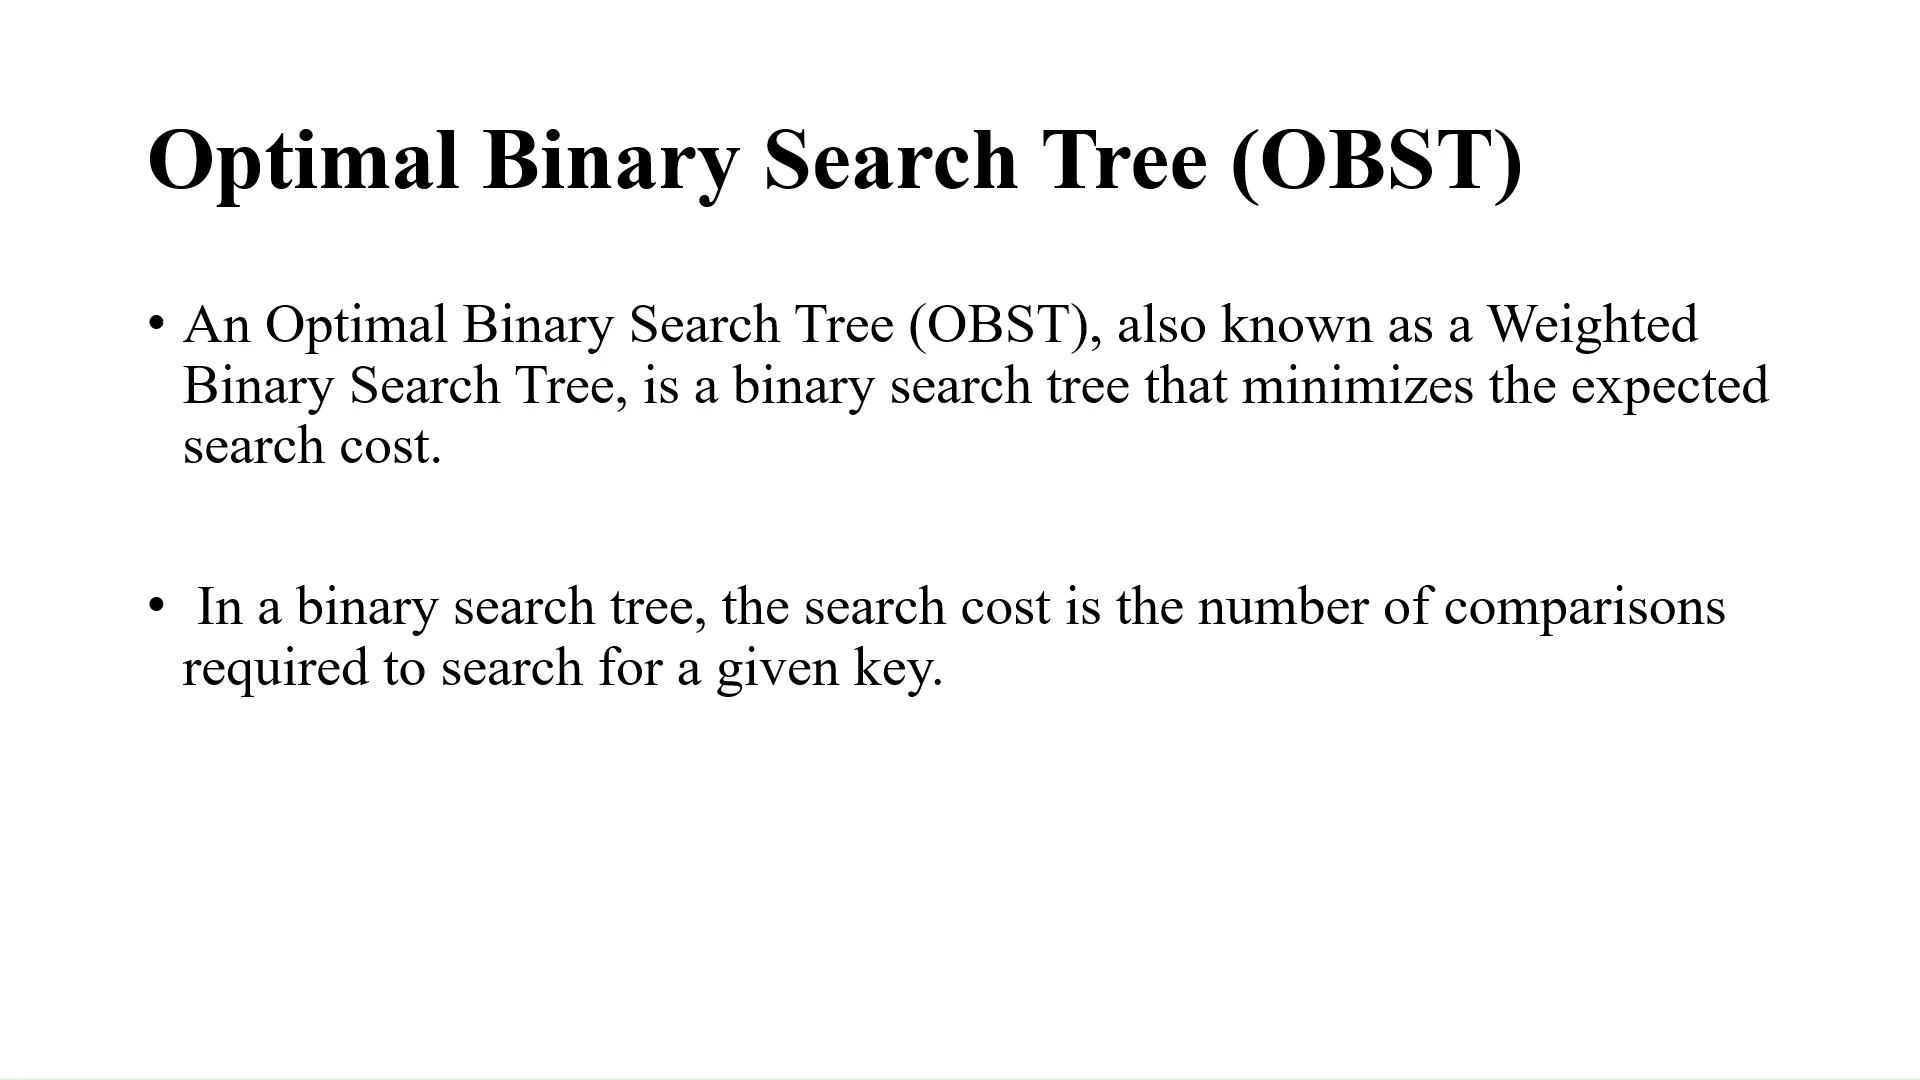 Optimal Binary Search Tree (OBST)
• An Optimal Binary Search Tree (OBST), also known as a Weighted
Binary Search Tree, is a binary search tree that minimizes the expected
search cost.
• In a binary search tree, the search cost is the number of comparisons
required to search for a given key.